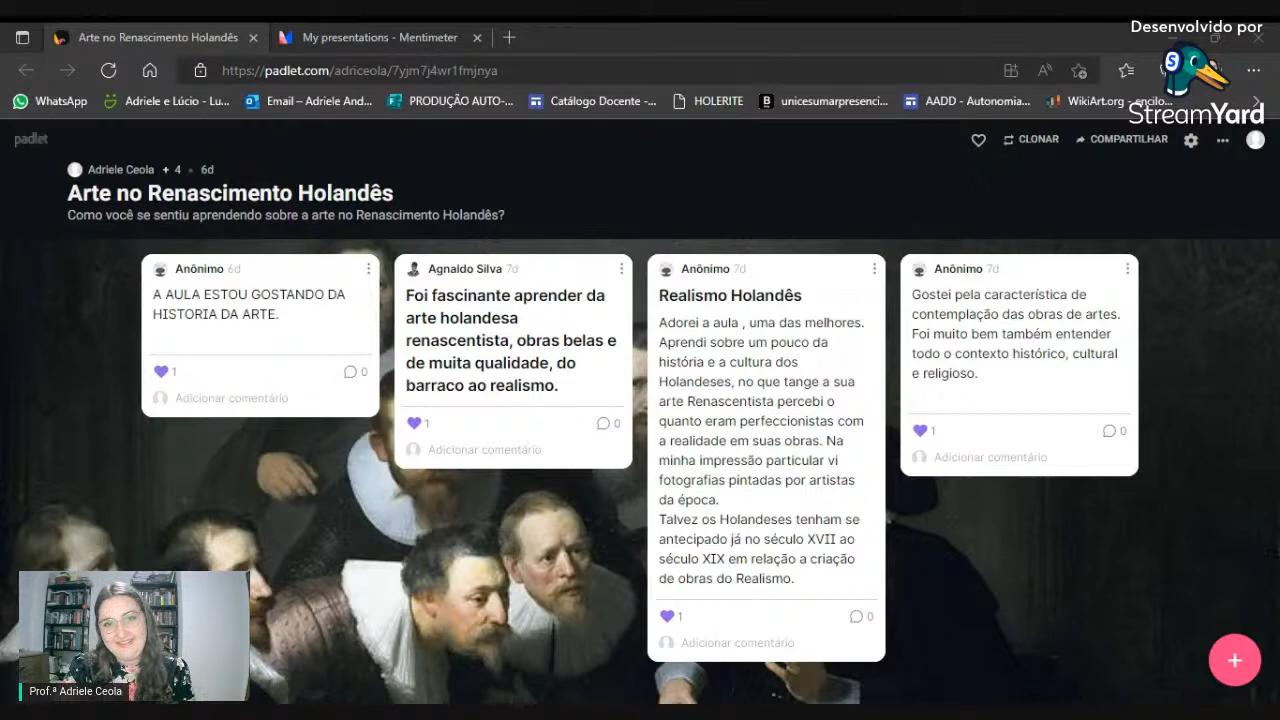 Desenvolvido por
StreamYard
Arte no Renascimento Holandês
My presentations - Mentimeter
https://padlet.com/adriceola/7yjm7j4wr1fmjnya
WhatsApp
Adriele e Lúcio - Lu...
Email – Adriele And...
PRODUÇÃO AUTO-...
Catálogo Docente -...
HOLERITE
unicesumarpresenci...
AADD - Autonomia...
WikiArt.org - encilo...
padlet
CLONAR
COMPARTILHAR
Adriele Ceola + 4 • 6d
Arte no Renascimento Holandês
Como você se sentiu aprendendo sobre a arte no Renascimento Holandês?
Anônimo 6d
A AULA ESTOU GOSTANDO DA
HISTORIA DA ARTE.
1
0
Adicionar comentário
Agnaldo Silva 7d
Foi fascinante aprender da
arte holandesa
renascentista, obras belas e
de muita qualidade, do
barraco ao realismo.
1
0
Adicionar comentário
Anônimo 7d
Realismo Holandês
Adorei a aula , uma das melhores.
Aprendi sobre um pouco da
história e a cultura dos
Holandeses, no que tange a sua
arte Renascentista percebi o
quanto eram perfeccionistas com
a realidade em suas obras. Na
minha impressão particular vi
fotografias pintadas por artistas
da época.
Talvez os Holandeses tenham se
antecipado já no século XVII ao
século XIX em relação a criação
de obras do Realismo.
1
0
Adicionar comentário
Anônimo 7d
Gostei pela característica de
contemplação das obras de artes.
Foi muito bem também entender
todo o contexto histórico, cultural
e religioso.
1
0
Adicionar comentário
Prof.ª Adriele Ceola